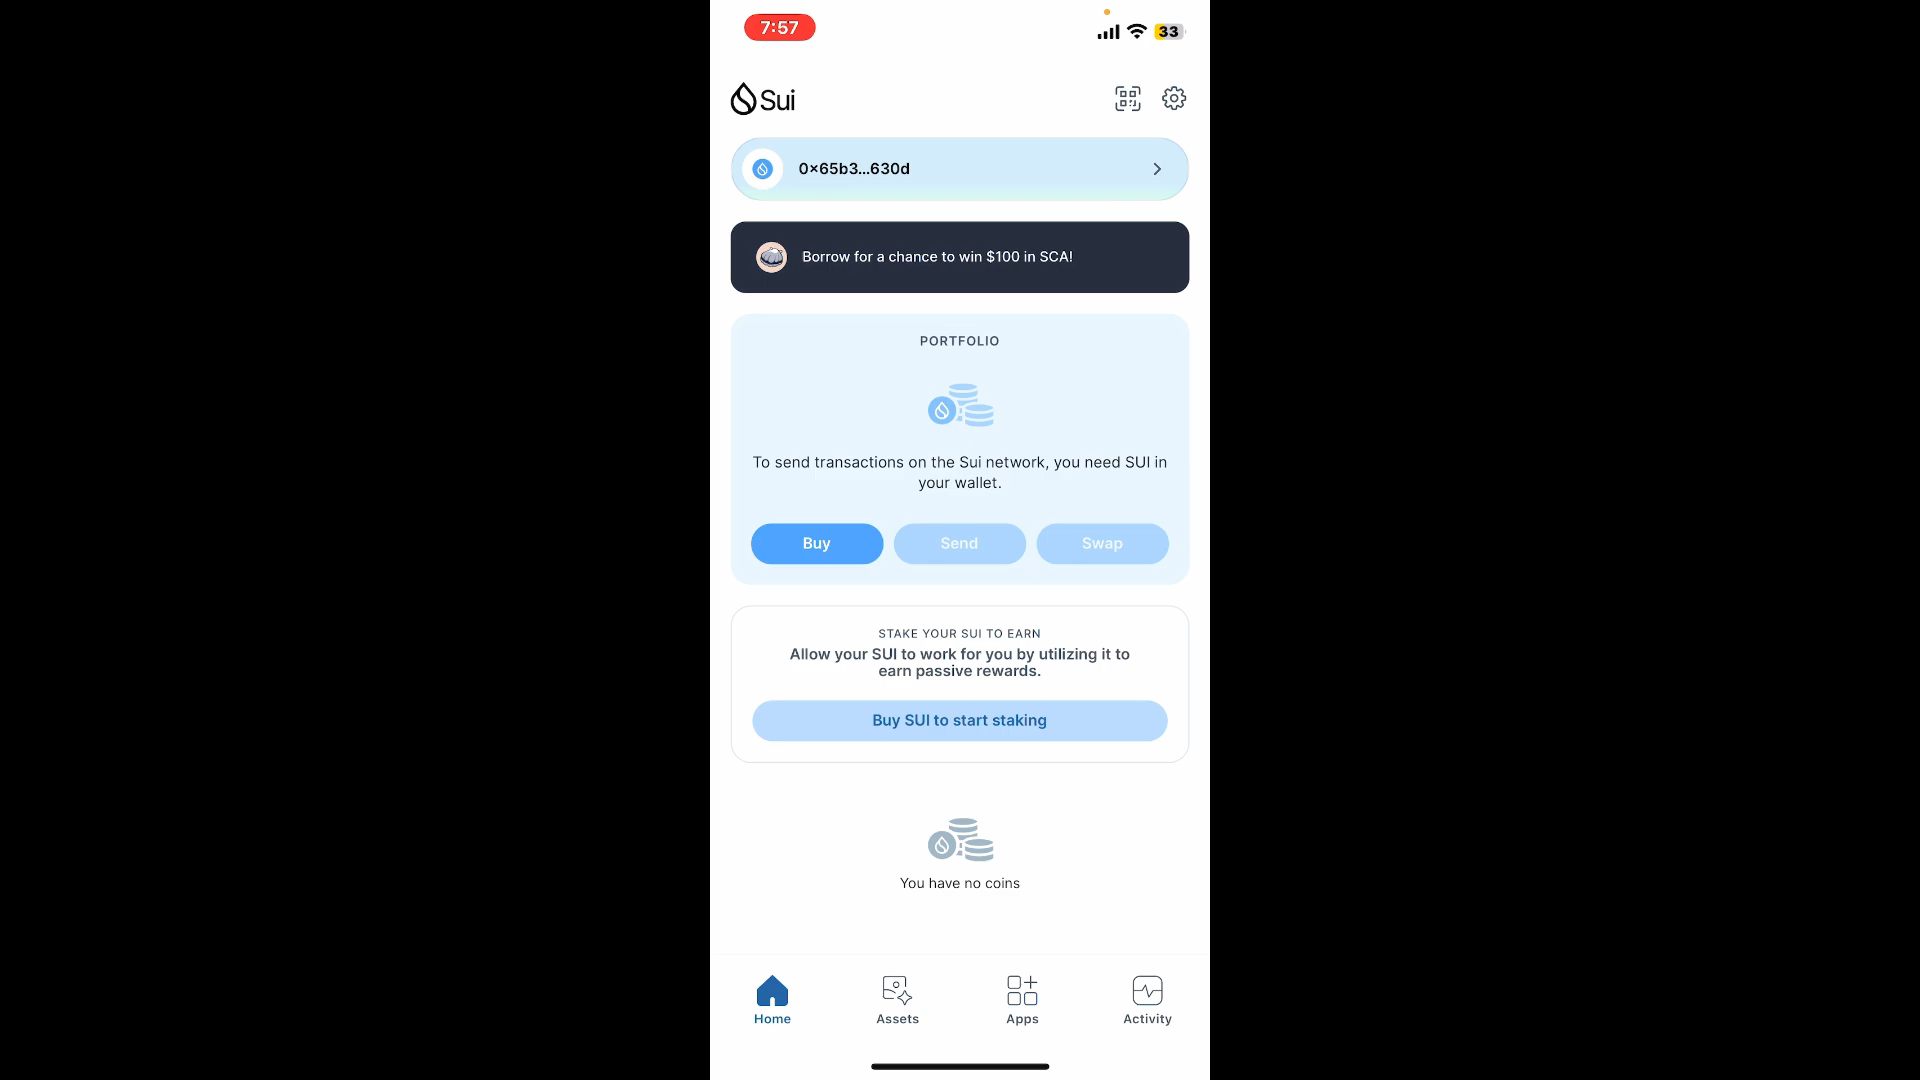 7:57
33
Sui
0x65b3...630d
Borrow for a chance to win $100 in SCA!
PORTFOLIO
To send transactions on the Sui network, you need SUI in
your wallet.
Buy
Send
Swap
STAKE YOUR SUI TO EARN
Allow your SUI to work for you by utilizing it to
earn passive rewards.
Buy SUI to start staking
You have no coins
Home
Assets
Apps
Activity